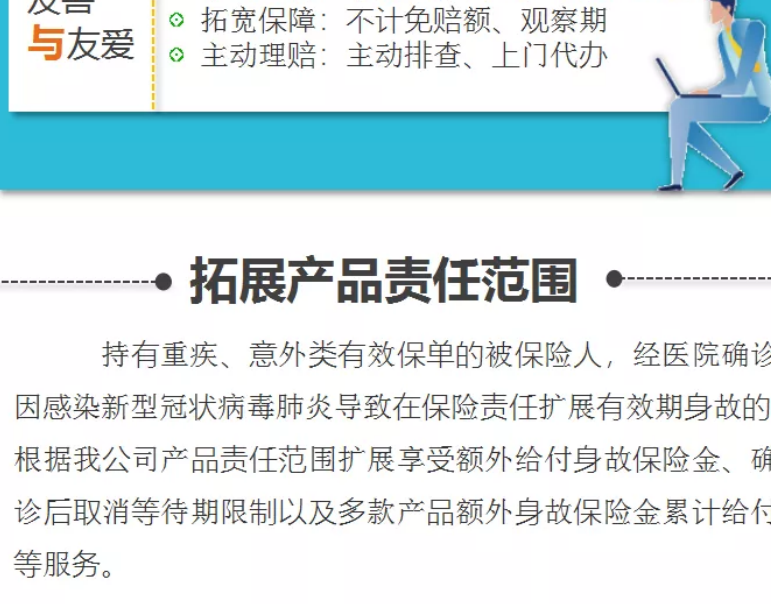 拓宽保障：不计免赔额、观察期
与友爱
主动理赔：主动排查、上门代办
拓展产品责任范围
持有重疾、意外类有效保单的被保险人，经医院确诊
因感染新型冠状病毒肺炎导致在保险责任扩展有效期身故的
根据我公司产品责任范围扩展享受额外给付身故保险金、确
诊后取消等待期限制以及多款产品额外身故保险金累计给付
等服务。